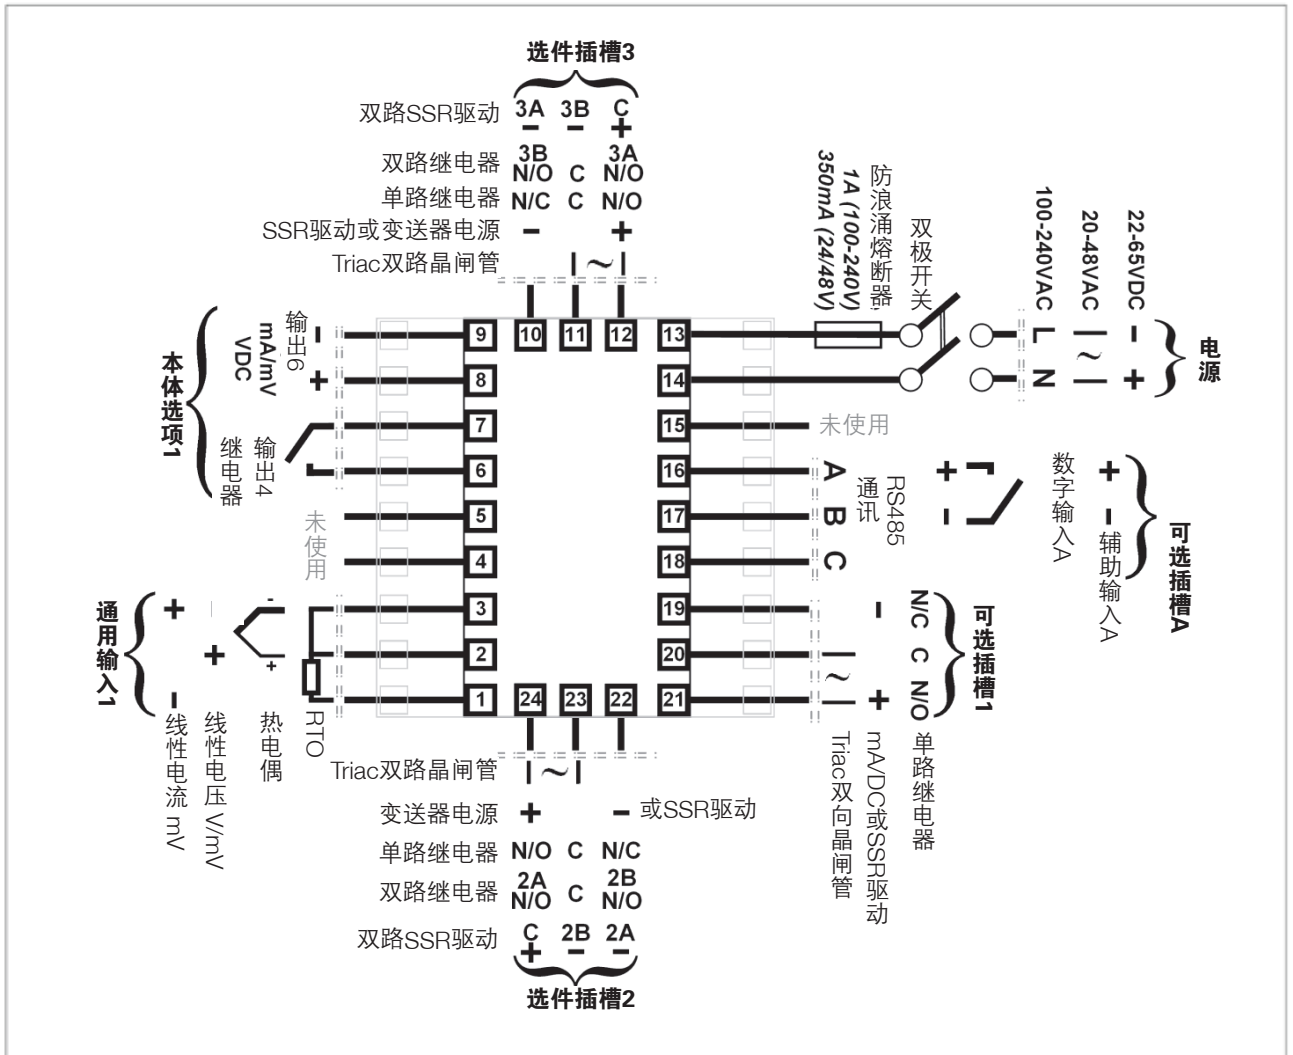 选件插槽3
双路SSR驱动 3A 3B C
− − +
双路继电器 3B N/O C 3A N/O
单路继电器 N/C C N/O
SSR驱动或变送器电源 − +
Triac双路晶闸管 ~
10 11 12
本体选项1
输出6
mA/mV
VDC
-
+
输出4
继电器
未使用
9
8
7
6
5
4
3
2
1
通用输入1
+
−
线性电流 mV
+
线性电压 V/mV
-
+
热电偶
RTO
13
14
15
16
17
18
19
20
21
防浪涌熔断器
1A (100-240V)
350mA (24/48V)
双极开关
100-240VAC
20-48VAC
22-65VDC
L
N
~
−
+
电源
未使用
A
B
C
RS485
通讯
+
−
数字输入A
+
−
辅助输入A
可选插槽A
N/C C N/O
单路继电器
− +
mA/DC或SSR驱动
~
Triac双向晶闸管
可选插槽1
24 23 22
Triac双路晶闸管 ~
变送器电源 + − 或SSR驱动
单路继电器 N/O C N/C
双路继电器 2A N/O C 2B N/O
双路SSR驱动 C 2B 2A
+ − −
选件插槽2